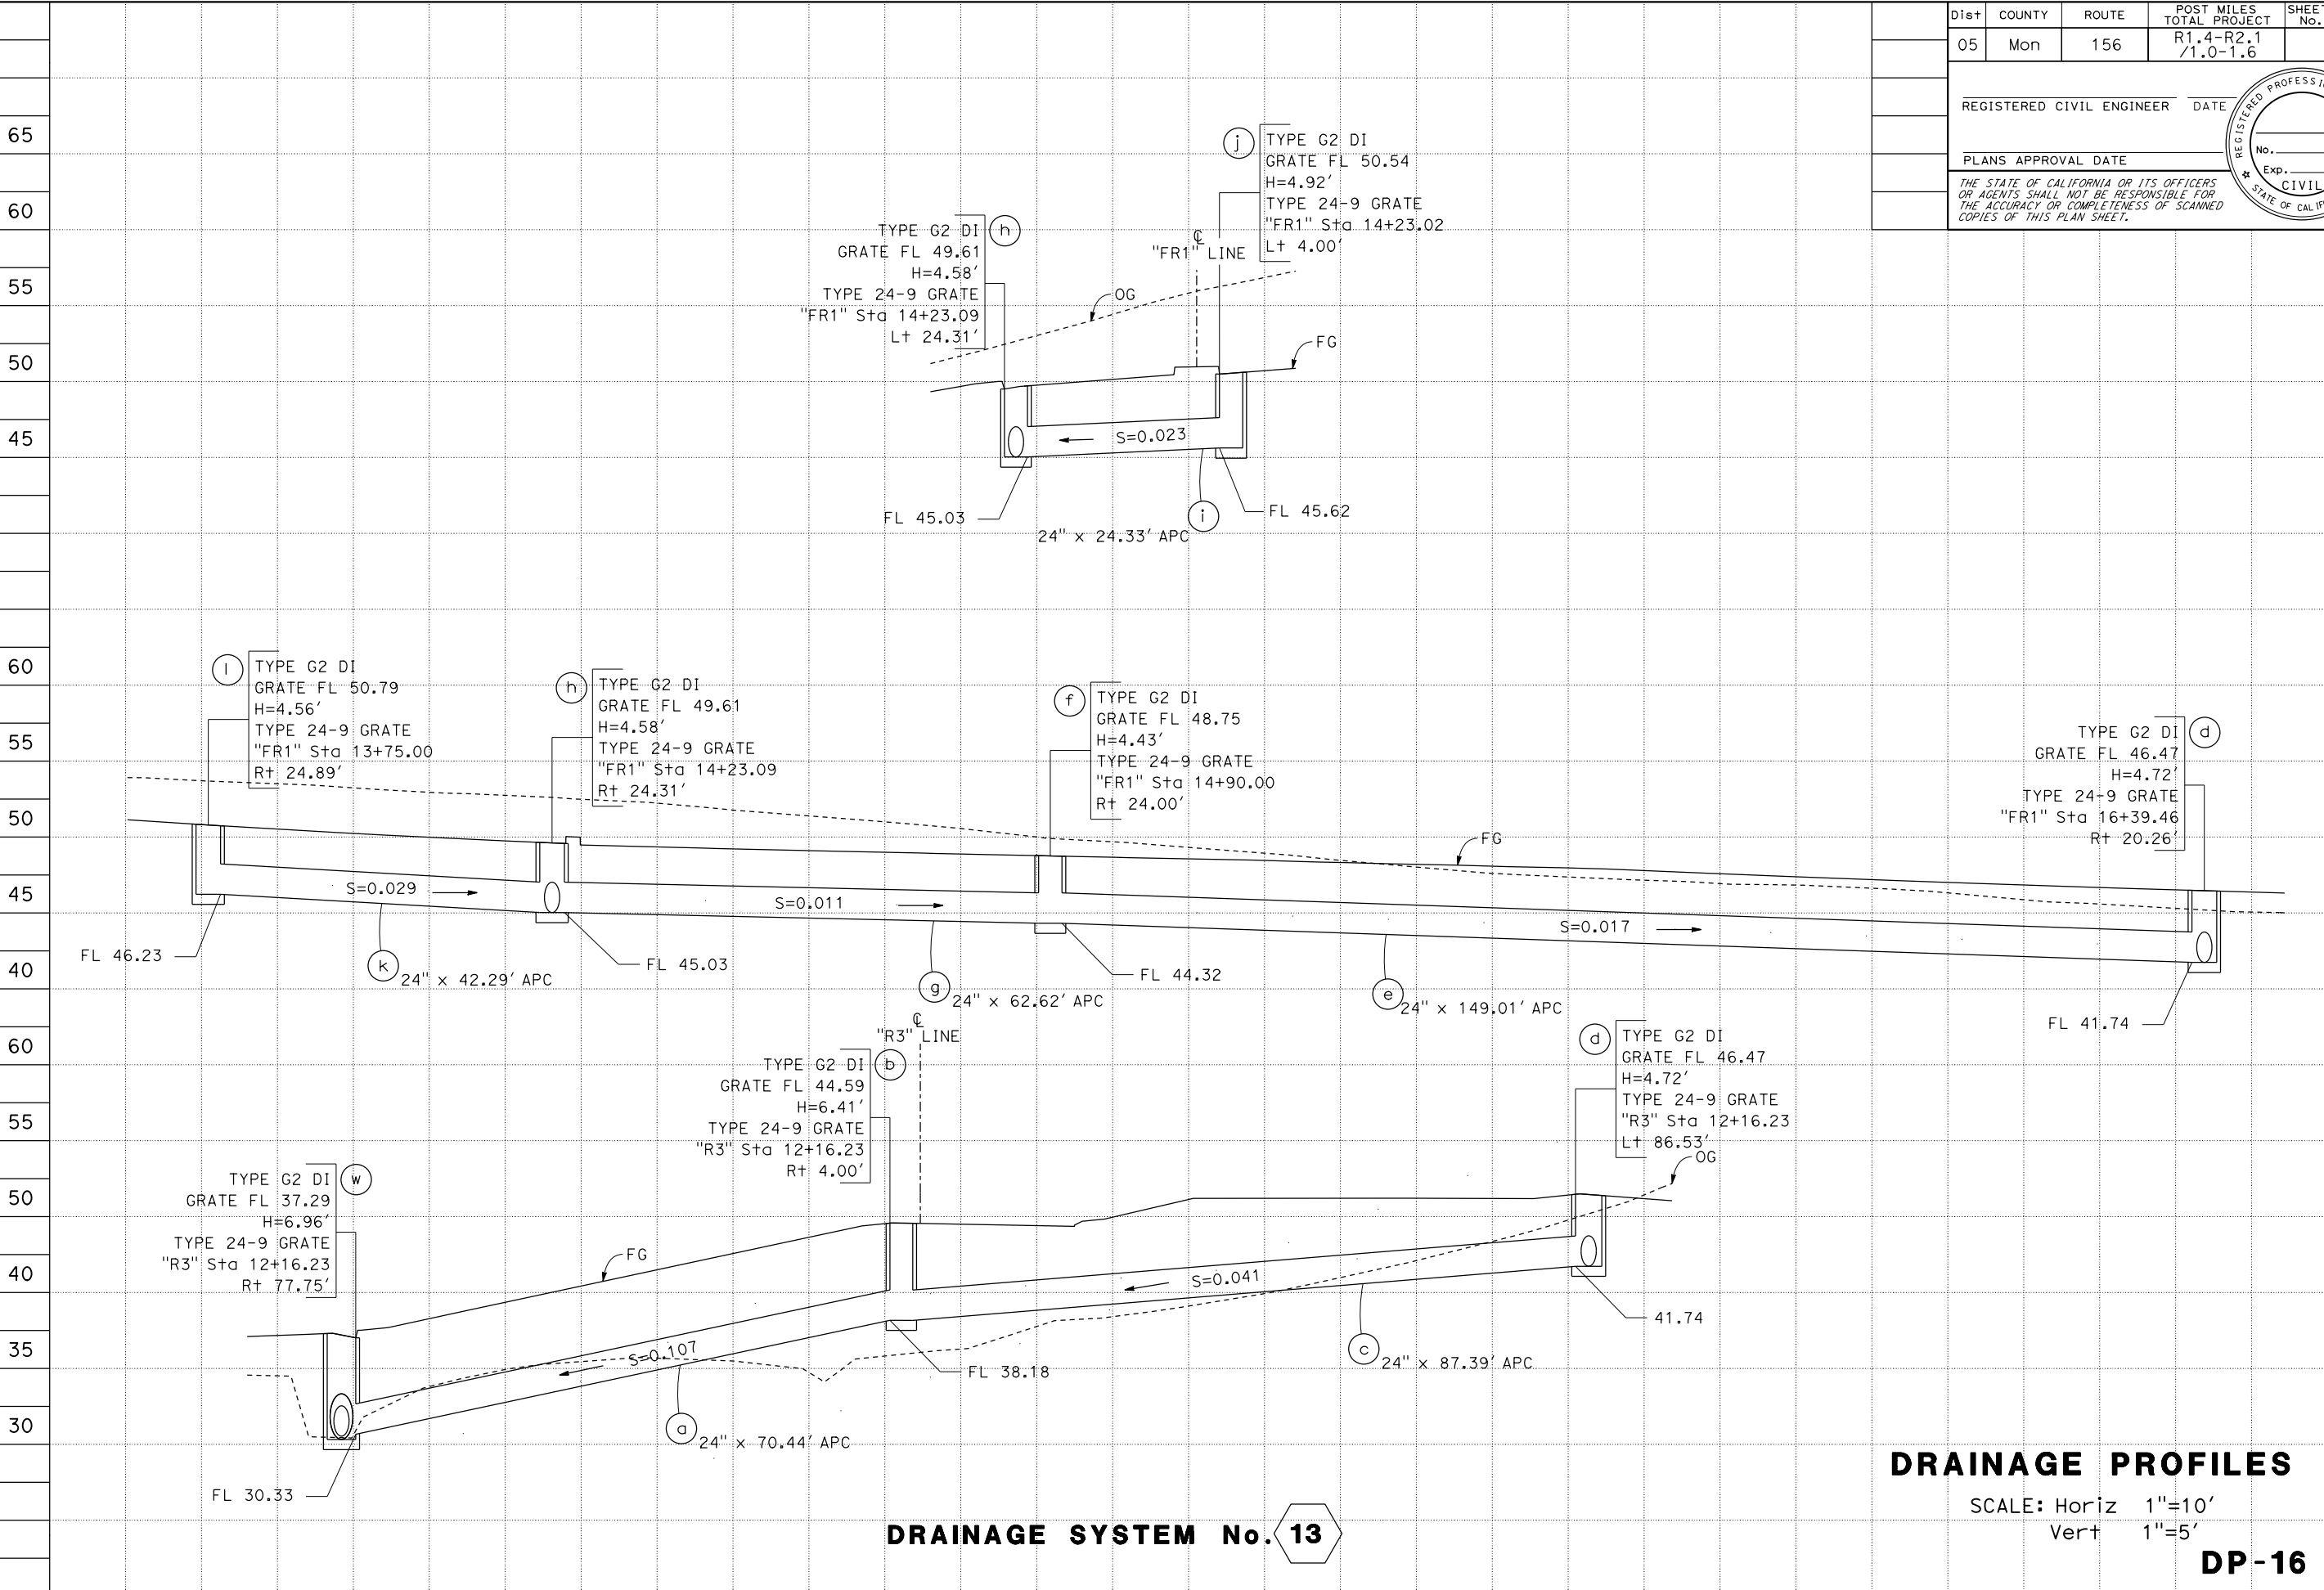 Dist COUNTY ROUTE POST MILES TOTAL PROJECT SHEET No.
05 Mon 156 R1.4-R2.1 /1.0-1.6
REGISTERED CIVIL ENGINEER DATE
PLANS APPROVAL DATE
THE STATE OF CALIFORNIA OR ITS OFFICERS
OR AGENTS SHALL NOT BE RESPONSIBLE FOR
THE ACCURACY OR COMPLETENESS OF SCANNED
COPIES OF THIS PLAN SHEET.
REGISTERED
No.
Exp.
CIVIL
STATE OF
65
60
55
50
45
j
TYPE G2 DI
GRATE FL 50.54
H=4.92'
TYPE 24-9 GRATE
"FR1" Sta 14+23.02
Lt 4.00'
h
TYPE G2 DI
GRATE FL 49.61
H=4.58'
TYPE 24-9 GRATE
"FR1" Sta 14+23.09
Lt 24.31'
℄
"FR1" LINE
OG
FG
S=0.023
FL 45.03
i
24" x 24.33' APC
FL 45.62
60
55
50
45
40
l
TYPE G2 DI
GRATE FL 50.79
H=4.56'
TYPE 24-9 GRATE
"FR1" Sta 13+75.00
Rt 24.89'
h
TYPE G2 DI
GRATE FL 49.61
H=4.58'
TYPE 24-9 GRATE
"FR1" Sta 14+23.09
Rt 24.31'
f
TYPE G2 DI
GRATE FL 48.75
H=4.43'
TYPE 24-9 GRATE
"FR1" Sta 14+90.00
Rt 24.00'
d
TYPE G2 DI
GRATE FL 46.47
H=4.72'
TYPE 24-9 GRATE
"FR1" Sta 16+39.46
Rt 20.26'
FG
S=0.029
S=0.011
S=0.017
FL 46.23
k
24" x 42.29' APC
FL 45.03
g
24" x 62.62' APC
FL 44.32
e
24" x 149.01' APC
FL 41.74
60
55
50
40
35
30
℄
"R3" LINE
b
TYPE G2 DI
GRATE FL 44.59
H=6.41'
TYPE 24-9 GRATE
"R3" Sta 12+16.23
Rt 4.00'
d
TYPE G2 DI
GRATE FL 46.47
H=4.72'
TYPE 24-9 GRATE
"R3" Sta 12+16.23
Lt 86.53'
OG
w
TYPE G2 DI
GRATE FL 37.29
H=6.96'
TYPE 24-9 GRATE
"R3" Sta 12+16.23
Rt 77.75'
FG
S=0.041
S=0.107
41.74
c
24" x 87.39' APC
FL 38.18
a
24" x 70.44' APC
FL 30.33
DRAINAGE SYSTEM No. 13
DRAINAGE PROFILES
SCALE: Horiz 1"=10'
Vert 1"=5'
DP-16